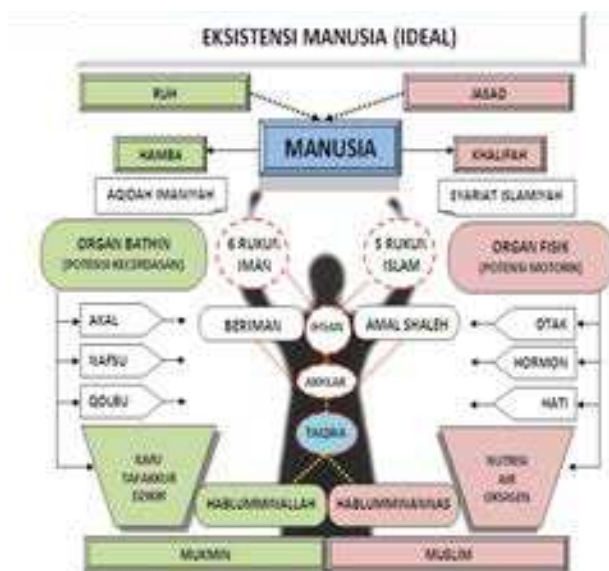 EKSISTENSI MANUSIA (IDEAL)
RUH
JASAD
MANUSIA
HAMBA
KHALIFAH
AQIDAH IMANIYAH
SYARIAT ISLAMIYAH
ORGAN BATHIN
(POTENSI KECERDASAN)
6 RUKUN
IMAN
5 RUKUN
ISLAM
ORGAN FISIK
(POTENSI MOTORIK)
AKAL
BERIMAN
IHSAN
AMAL SHALEH
OTAK
NAFSU
HORMON
AKHLAK
QOLBU
HATI
TAQWA
ILMU
TAFAKKUR
DZIKIR
NUTRISI
AIR
OKSIGEN
HABLUMMINALLAH
HABLUMMINANNAS
MUKMIN
MUSLIM